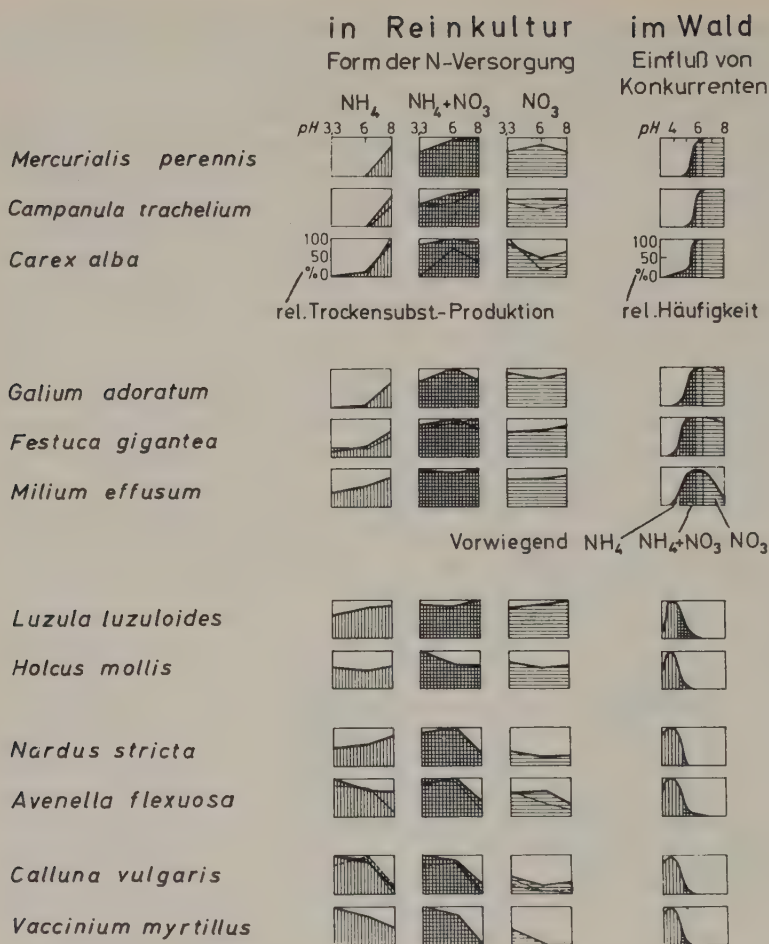 in Reinkultur im Wald
Form der N-Versorgung Einfluß von
Konkurrenten
NH₄ NH₄+NO₃ NO₃
pH 3,3 6 8 3,3 6 8 3,3 6 8 pH 4 6 8
Mercurialis perennis
Campanula trachelium
Carex alba
100 100
50 50
%0 %0
rel.Trockensubst.-Produktion rel.Häufigkeit
Galium adoratum
Festuca gigantea
Milium effusum
Vorwiegend NH₄ NH₄+NO₃ NO₃
Luzula luzuloides
Holcus mollis
Nardus stricta
Avenella flexuosa
Calluna vulgaris
Vaccinium myrtillus